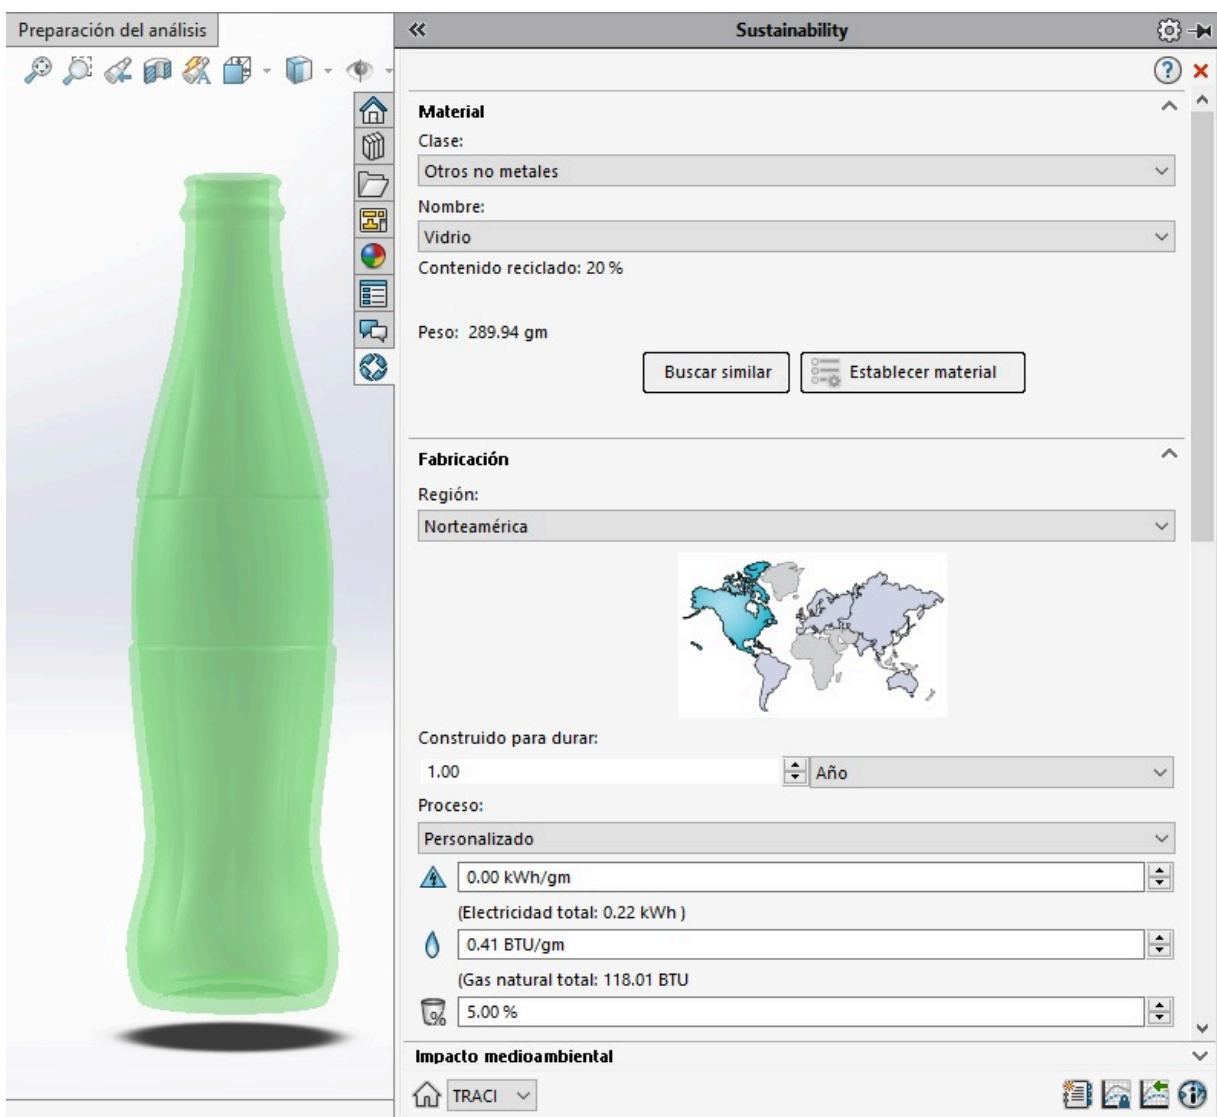 Preparación del análisis
Sustainability
Material
Clase:
Otros no metales
Nombre:
Vidrio
Contenido reciclado: 20 %
Peso: 289.94 gm
Buscar similar
Establecer material
Fabricación
Región:
Norteamérica
Construido para durar:
1.00
Año
Proceso:
Personalizado
0.00 kWh/gm
(Electricidad total: 0.22 kWh )
0.41 BTU/gm
(Gas natural total: 118.01 BTU
%
5.00 %
Impacto medioambiental
TRACI